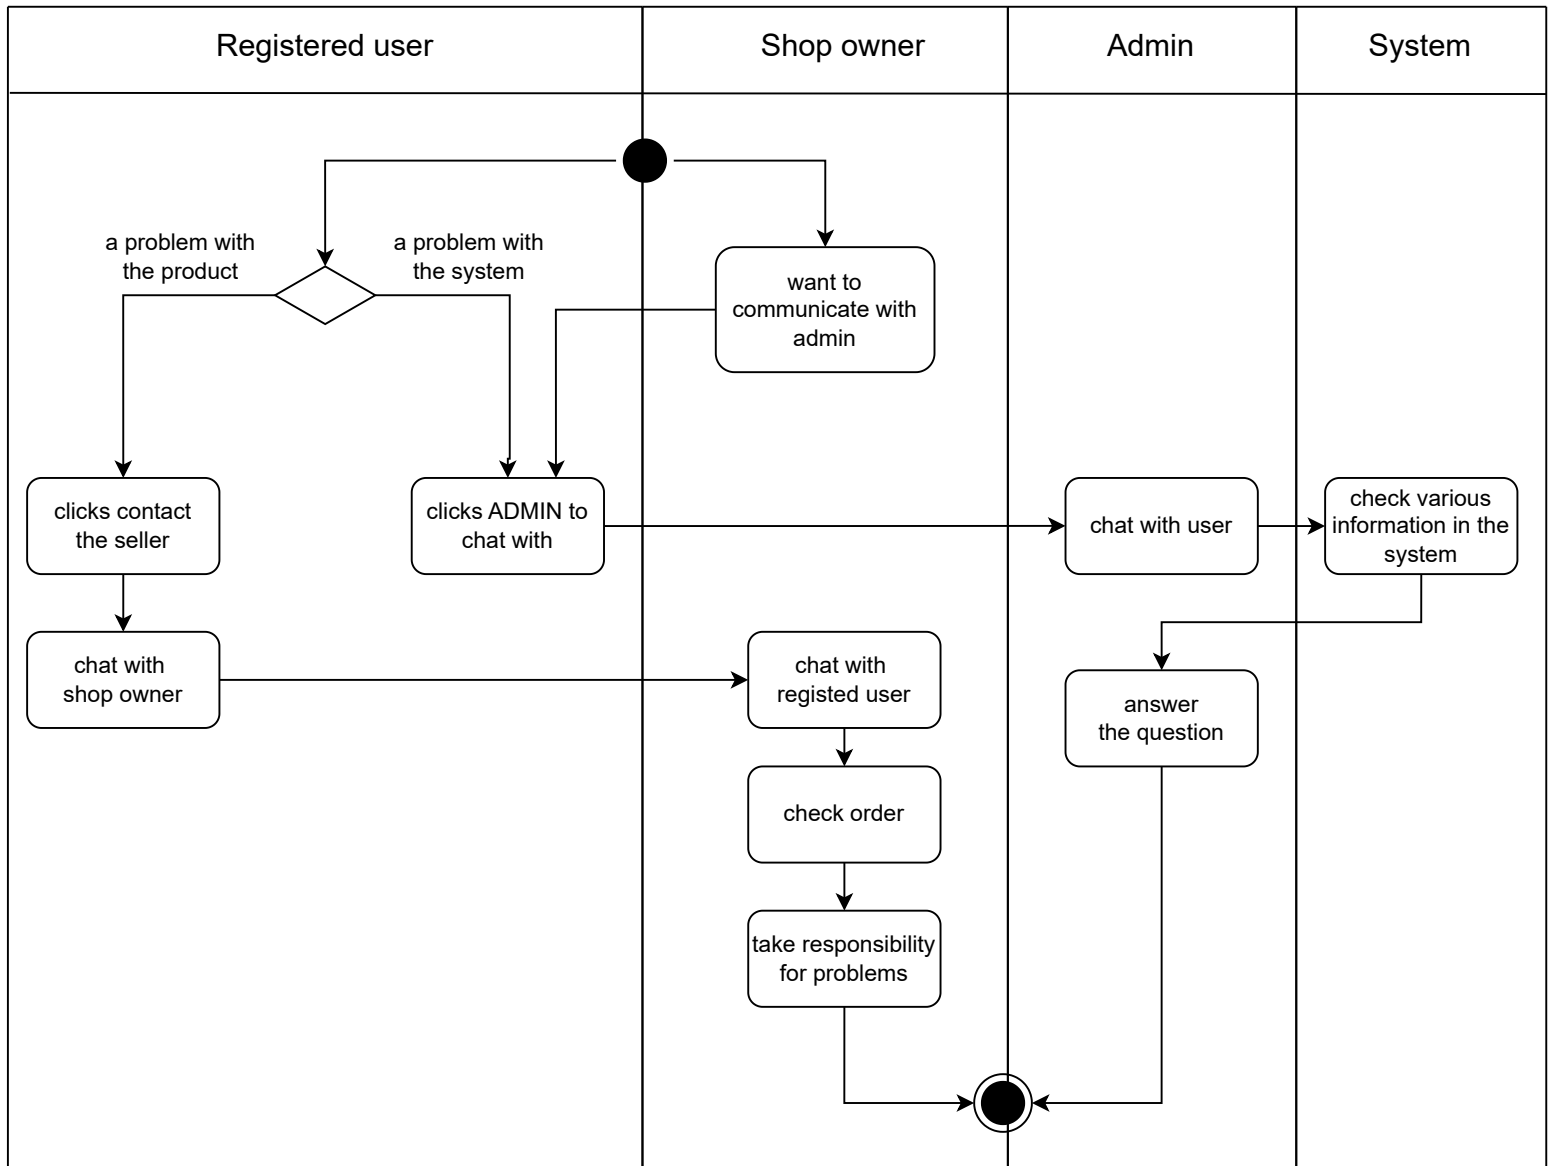 Registered user
Shop owner
Admin
System
a problem with
the product
a problem with
the system
want to
communicate with
admin
clicks contact
the seller
clicks ADMIN to
chat with
chat with user
check various
information in the
system
chat with
shop owner
chat with
registed user
answer
the question
check order
take responsibility
for problems